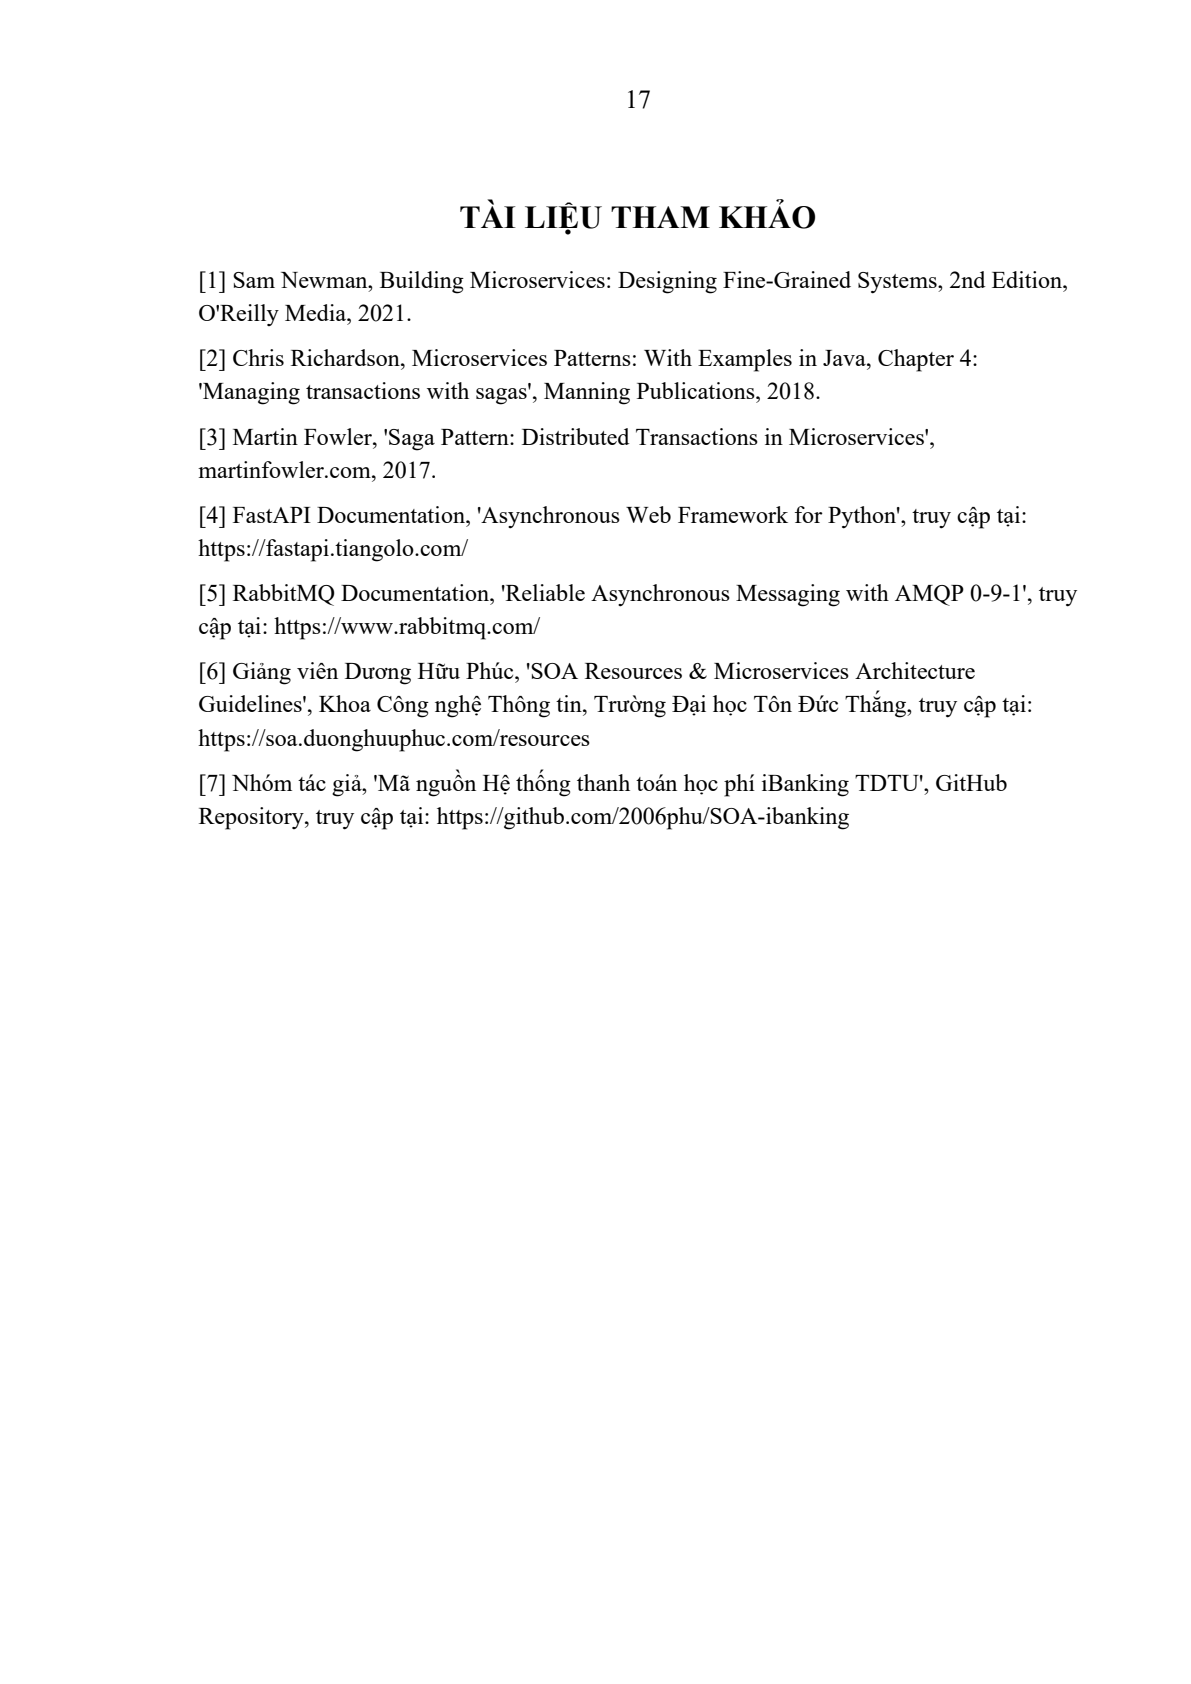 17
TÀI LIỆU THAM KHẢO
[1] Sam Newman, Building Microservices: Designing Fine-Grained Systems, 2nd Edition,
O'Reilly Media, 2021.
[2] Chris Richardson, Microservices Patterns: With Examples in Java, Chapter 4:
'Managing transactions with sagas', Manning Publications, 2018.
[3] Martin Fowler, 'Saga Pattern: Distributed Transactions in Microservices',
martinfowler.com, 2017.
[4] FastAPI Documentation, 'Asynchronous Web Framework for Python', truy cập tại:
https://fastapi.tiangolo.com/
[5] RabbitMQ Documentation, 'Reliable Asynchronous Messaging with AMQP 0-9-1', truy
cập tại: https://www.rabbitmq.com/
[6] Giảng viên Dương Hữu Phúc, 'SOA Resources & Microservices Architecture
Guidelines', Khoa Công nghệ Thông tin, Trường Đại học Tôn Đức Thắng, truy cập tại:
https://soa.duonghuuphuc.com/resources
[7] Nhóm tác giả, 'Mã nguồn Hệ thống thanh toán học phí iBanking TDTU', GitHub
Repository, truy cập tại: https://github.com/2006phu/SOA-ibanking